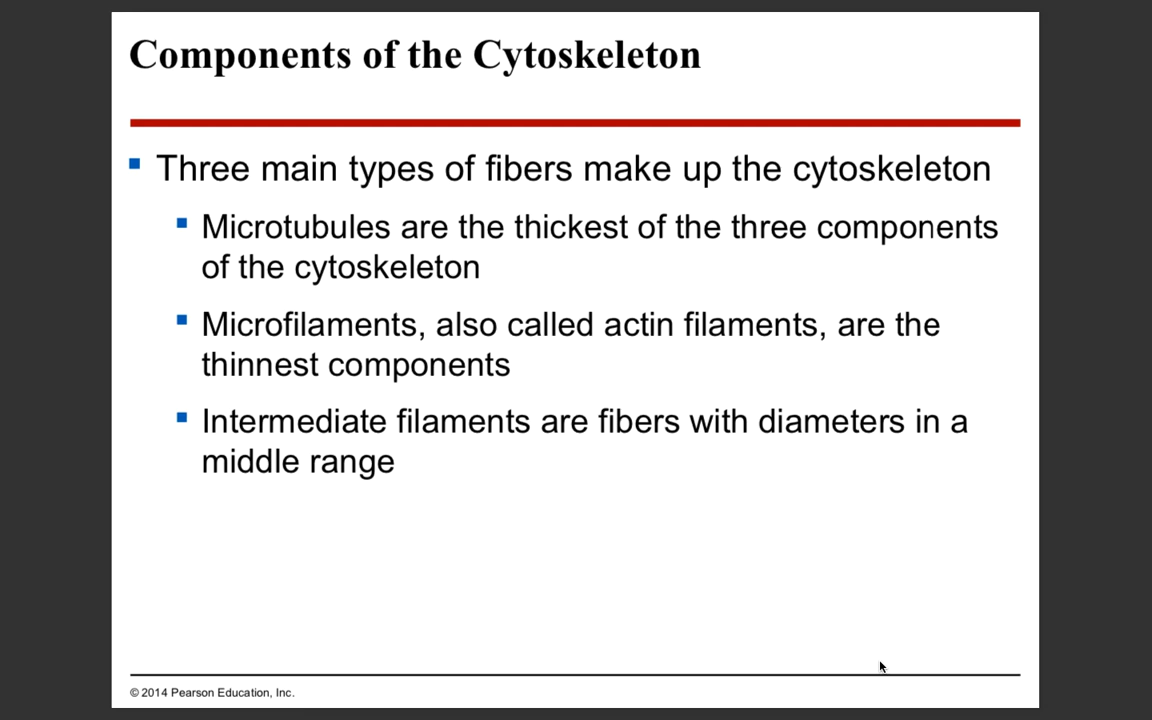 Components of the Cytoskeleton
Three main types of fibers make up the cytoskeleton
Microtubules are the thickest of the three components
of the cytoskeleton
Microfilaments, also called actin filaments, are the
thinnest components
Intermediate filaments are fibers with diameters in a
middle range
© 2014 Pearson Education, Inc.